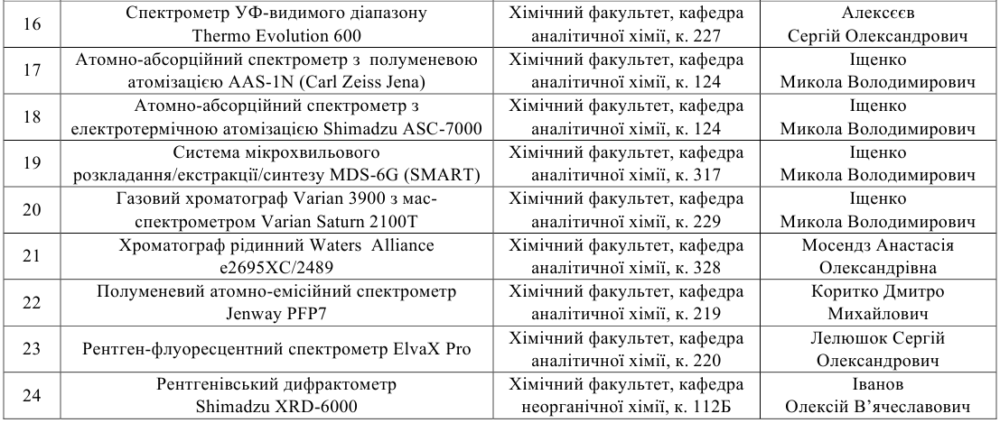 16
Спектрометр УФ-видимого діапазону
Thermo Evolution 600
Хімічний факультет, кафедра
аналітичної хімії, к. 227
Алексєєв
Сергій Олександрович
17
Атомно-абсорційний спектрометр з полуменевою
атомізацією AAS-1N (Carl Zeiss Jena)
Хімічний факультет, кафедра
аналітичної хімії, к. 124
Іщенко
Микола Володимирович
18
Атомно-абсорційний спектрометр з
електротермічною атомізацією Shimadzu ASC-7000
Хімічний факультет, кафедра
аналітичної хімії, к. 124
Іщенко
Микола Володимирович
19
Система мікрохвильового
розкладання/екстракції/синтезу MDS-6G (SMART)
Хімічний факультет, кафедра
аналітичної хімії, к. 317
Іщенко
Микола Володимирович
20
Газовий хроматограф Varian 3900 з мас-
спектрометром Varian Saturn 2100T
Хімічний факультет, кафедра
аналітичної хімії, к. 229
Іщенко
Микола Володимирович
21
Хроматограф рідинний Waters Alliance
e2695XC/2489
Хімічний факультет, кафедра
аналітичної хімії, к. 328
Мосендз Анастасія
Олександрівна
22
Полуменевий атомно-емісійний спектрометр
Jenway PFP7
Хімічний факультет, кафедра
аналітичної хімії, к. 219
Коритко Дмитро
Михайлович
23
Рентген-флуоресцентний спектрометр ElvaX Pro
Хімічний факультет, кафедра
аналітичної хімії, к. 220
Лелюшок Сергій
Олександрович
24
Рентгенівський дифрактометр
Shimadzu XRD-6000
Хімічний факультет, кафедра
неорганічної хімії, к. 112Б
Іванов
Олексій В’ячеславович